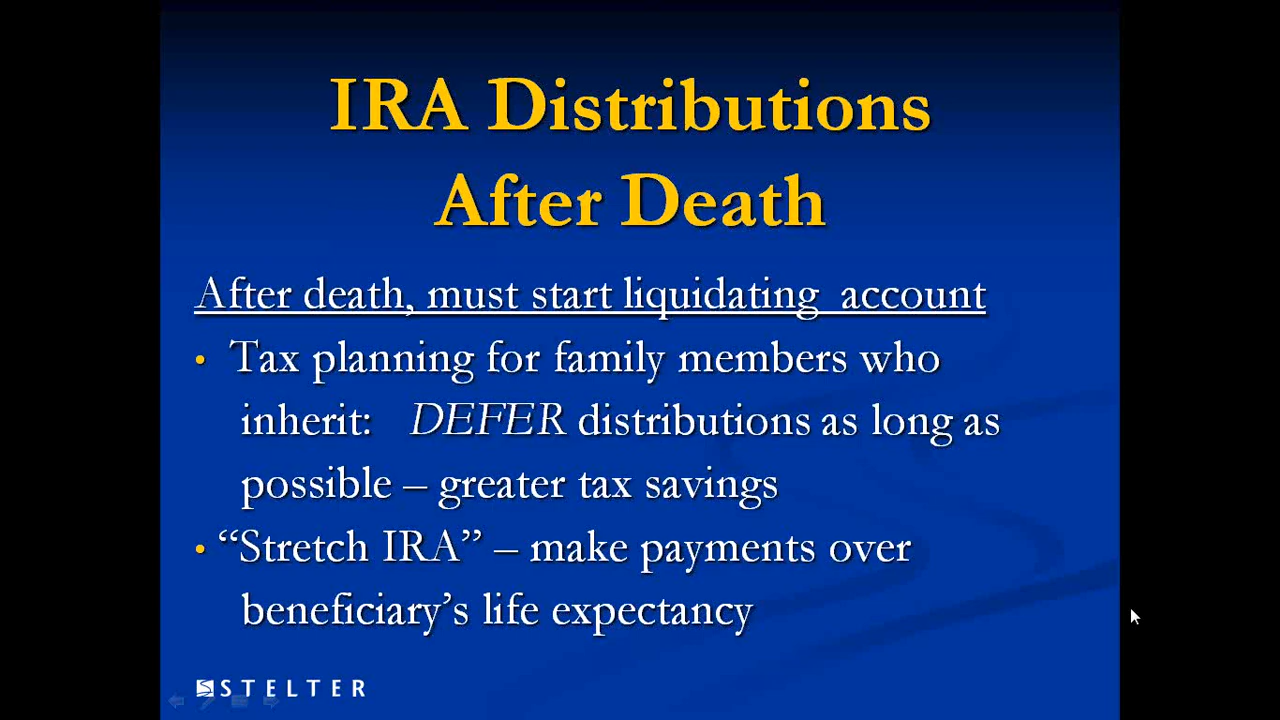 IRA Distributions
After Death
After death, must start liquidating  account
• Tax planning for family members who
inherit:   DEFER distributions as long as
possible – greater tax savings
• “Stretch IRA” – make payments over
beneficiary’s life expectancy
STELTER